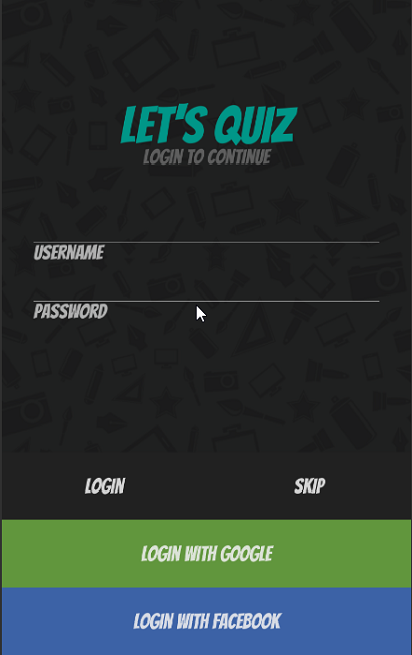 LET'S QUIZ
LOGIN TO CONTINUE
USERNAME
PASSWORD
LOGIN SKIP
LOGIN WITH GOOGLE
LOGIN WITH FACEBOOK